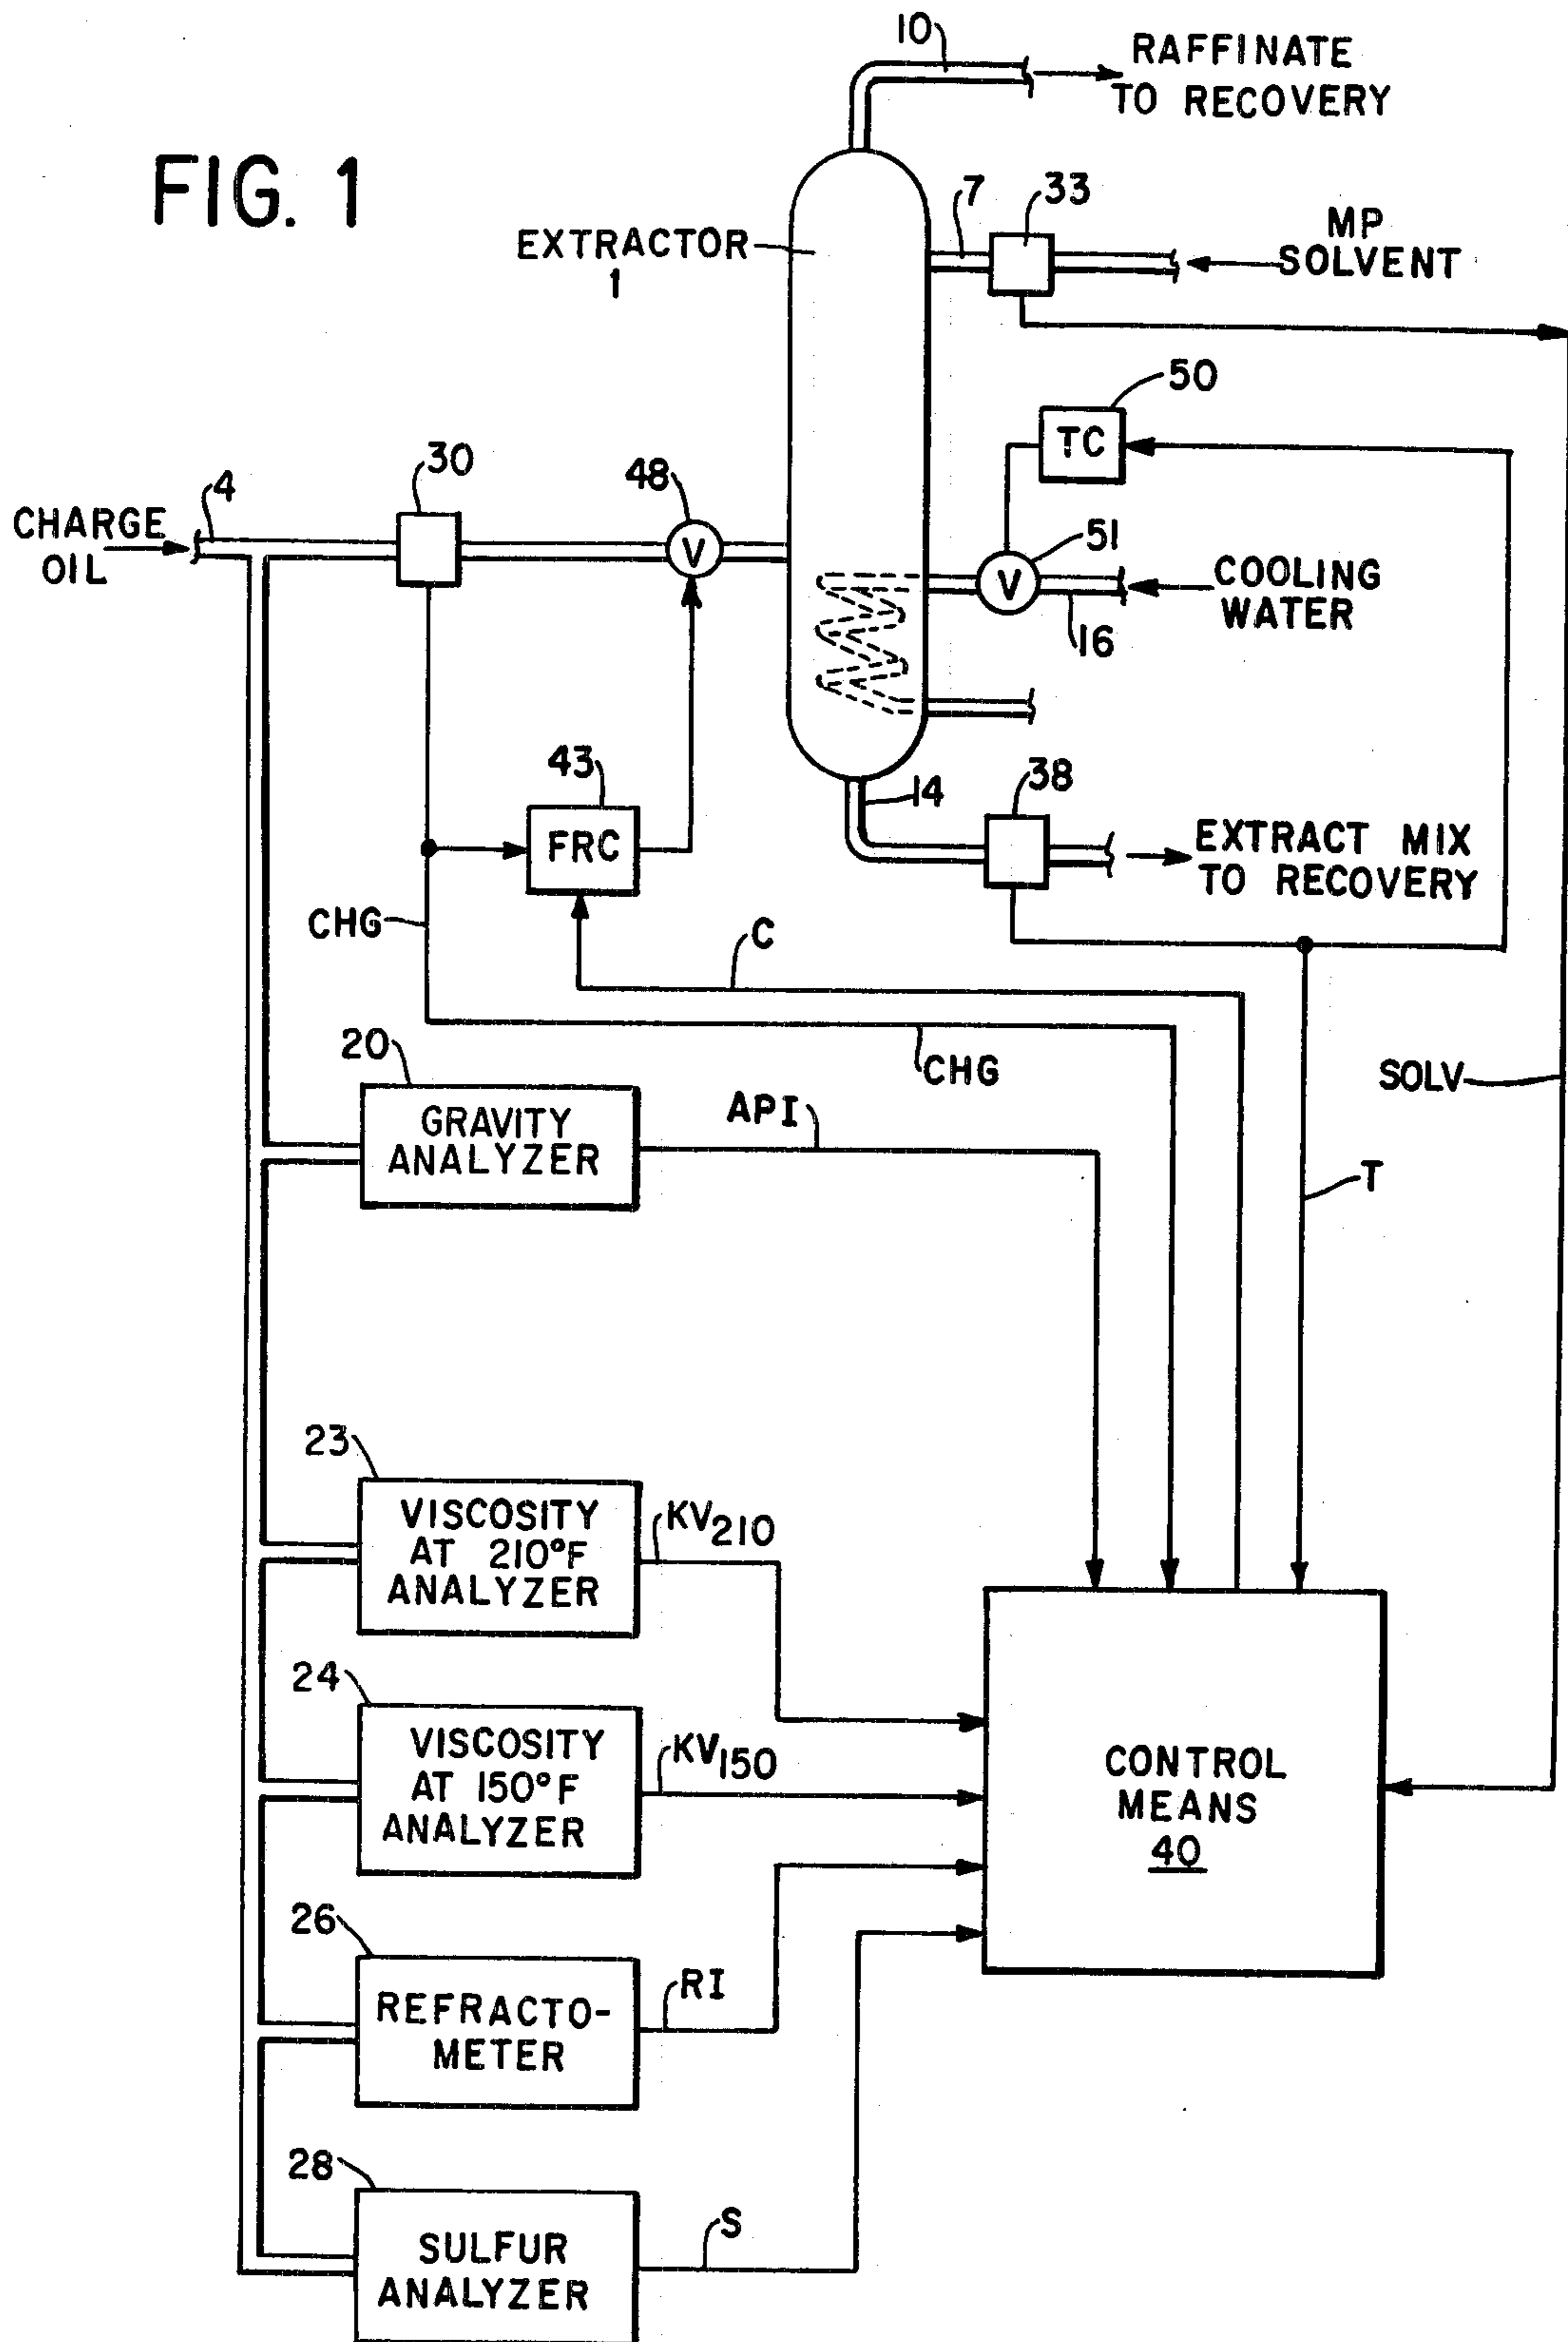 10
RAFFINATE
TO RECOVERY
FIG. 1
7
33
MP
SOLVENT
EXTRACTOR
1
50
TC
30
48
4
CHARGE
OIL
V
51
V
COOLING
WATER
16
43
FRC
14
38
EXTRACT MIX
TO RECOVERY
CHG
C
20
CHG
SOLV
GRAVITY
ANALYZER
API
T
23
VISCOSITY
AT 210°F
ANALYZER
KV210
24
VISCOSITY
AT 150°F
ANALYZER
KV150
CONTROL
MEANS
40
26
REFRACTO-
METER
RI
28
SULFUR
ANALYZER
S